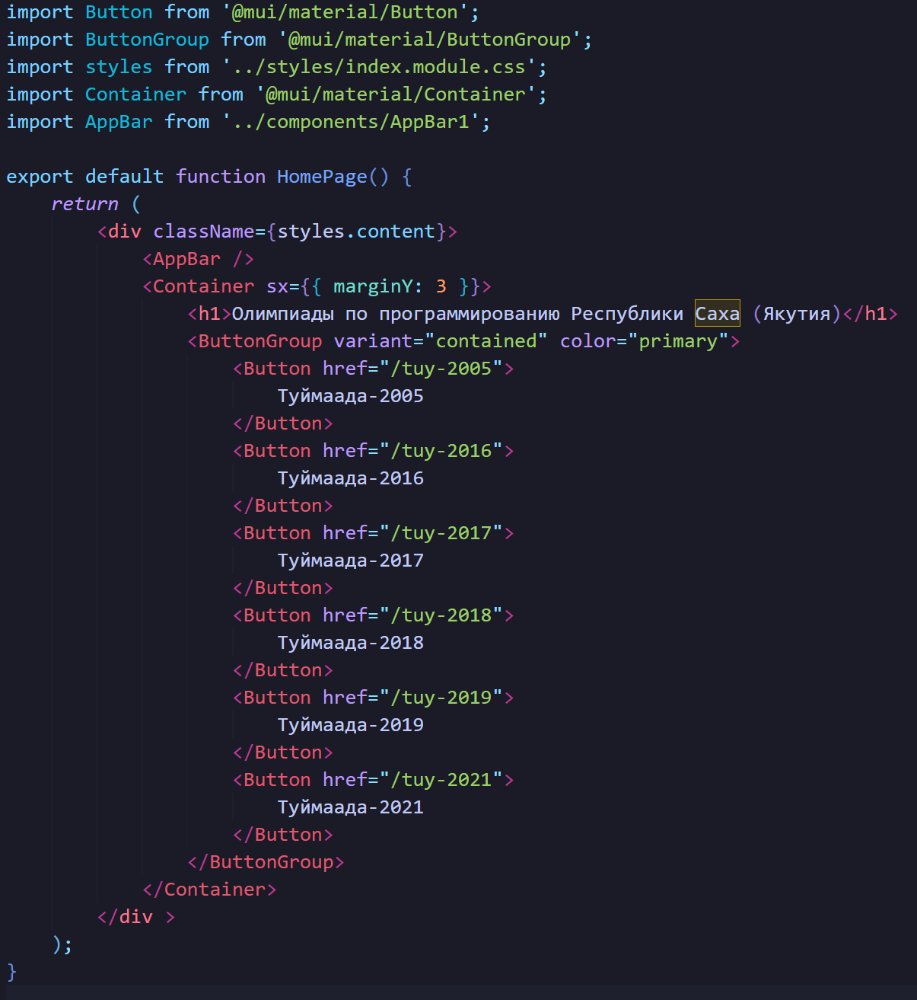 import Button from '@mui/material/Button';
import ButtonGroup from '@mui/material/ButtonGroup';
import styles from '../styles/index.module.css';
import Container from '@mui/material/Container';
import AppBar from '../components/AppBar1';

export default function HomePage() {
    return (
        <div className={styles.content}>
            <AppBar />
            <Container sx={{ marginY: 3 }}>
                <h1>Олимпиады по программированию Республики Саха (Якутия)</h1>
                <ButtonGroup variant="contained" color="primary">
                    <Button href="/tuy-2005">
                        Туймаада-2005
                    </Button>
                    <Button href="/tuy-2016">
                        Туймаада-2016
                    </Button>
                    <Button href="/tuy-2017">
                        Туймаада-2017
                    </Button>
                    <Button href="/tuy-2018">
                        Туймаада-2018
                    </Button>
                    <Button href="/tuy-2019">
                        Туймаада-2019
                    </Button>
                    <Button href="/tuy-2021">
                        Туймаада-2021
                    </Button>
                </ButtonGroup>
            </Container>
        </div >
    );
}